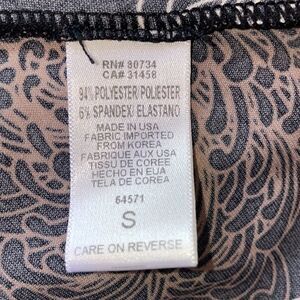 RN# 80734
CA# 31458
94% POLYESTER/POLIESTER
6% SPANDEX/ ELASTANO
MADE IN USA
FABRIC IMPORTED
FROM KOREA
FABRIQUE AUX USA
TISSU DE COREE
HECHO EN EUA
TELA DE COREA
64571
S
CARE ON REVERSE